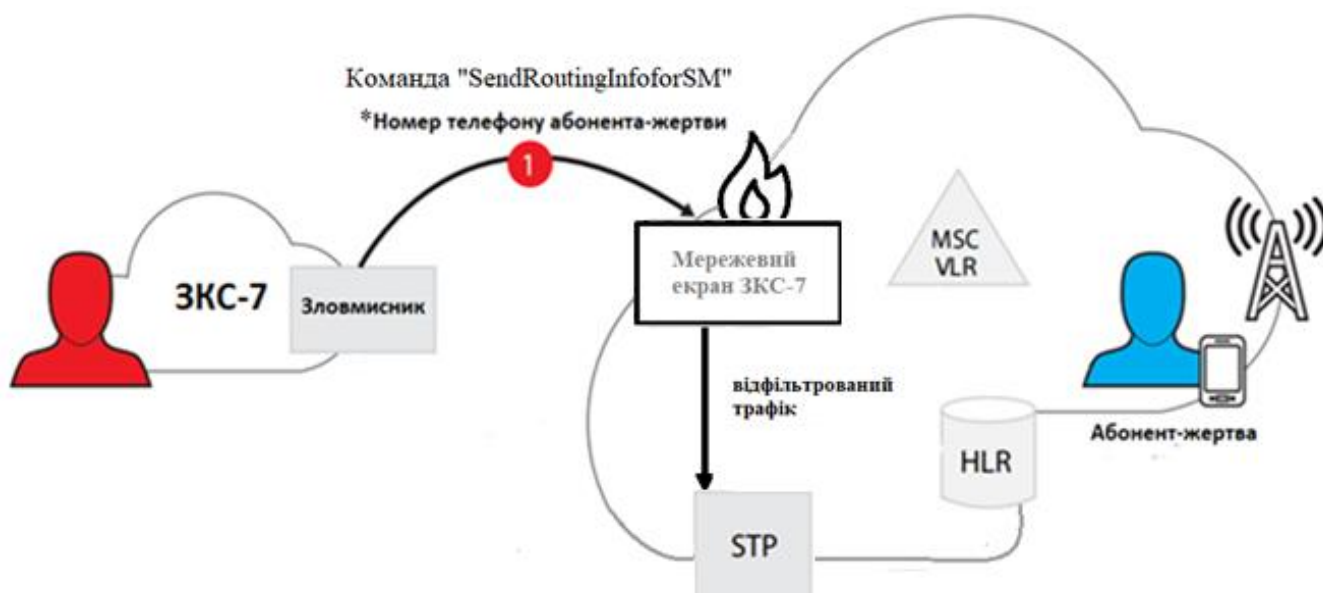 Команда "SendRoutingInfoforSM"
*Номер телефону абонента-жертви
1
ЗКС-7
Зловмисник
Мережевий
екран ЗКС-7
MSC
VLR
відфільтрований
трафік
Абонент-жертва
HLR
STP